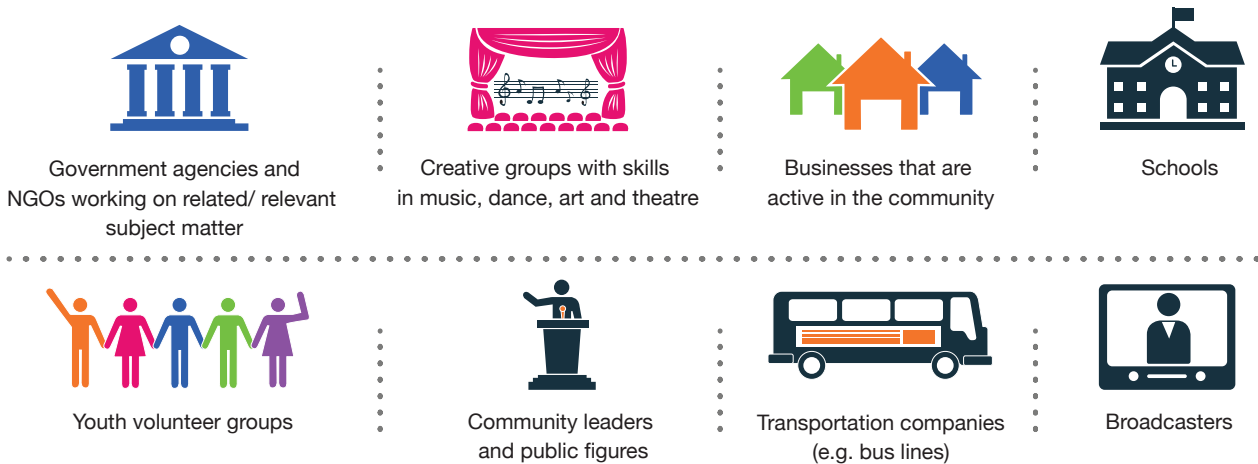 Government agencies and
NGOs working on related/ relevant
subject matter
Creative groups with skills
in music, dance, art and theatre
Businesses that are
active in the community
Schools
Youth volunteer groups
Community leaders
and public figures
Transportation companies
(e.g. bus lines)
Broadcasters